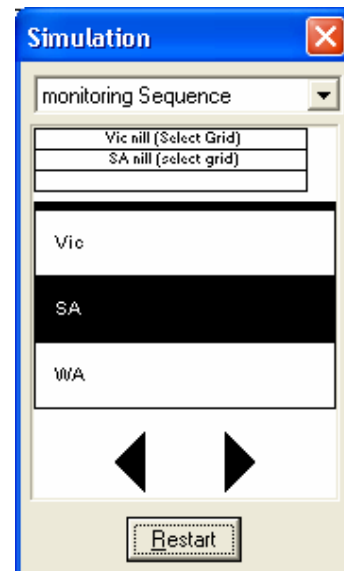 Simulation
monitoring Sequence
Vic nill (Select Grid)
SA nill (select grid)
Vic
SA
WA
Restart